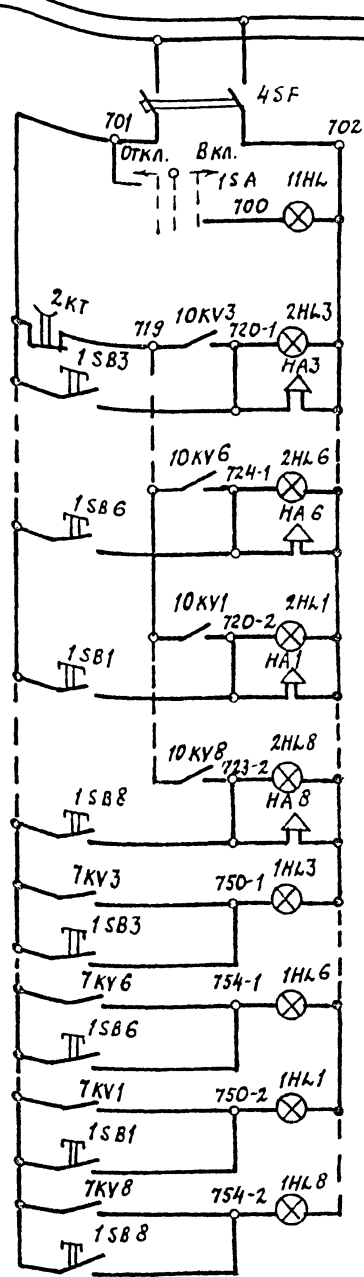 4SF
701
702
Откл. Вкл.
1SA
700
11HL
2КТ
719
10KV3
720-1
2HL3
1SB3
HA3
10KV6
724-1
2HL6
1SB6
HA6
10KV1
720-2
2HL1
1SB1
HA1
10KV8
723-2
2HL8
1SB8
HA8
7KV3
750-1
1HL3
1SB3
7KV6
754-1
1HL6
1SB6
7KV1
750-2
1HL1
1SB1
7KV8
754-2
1HL8
1SB8